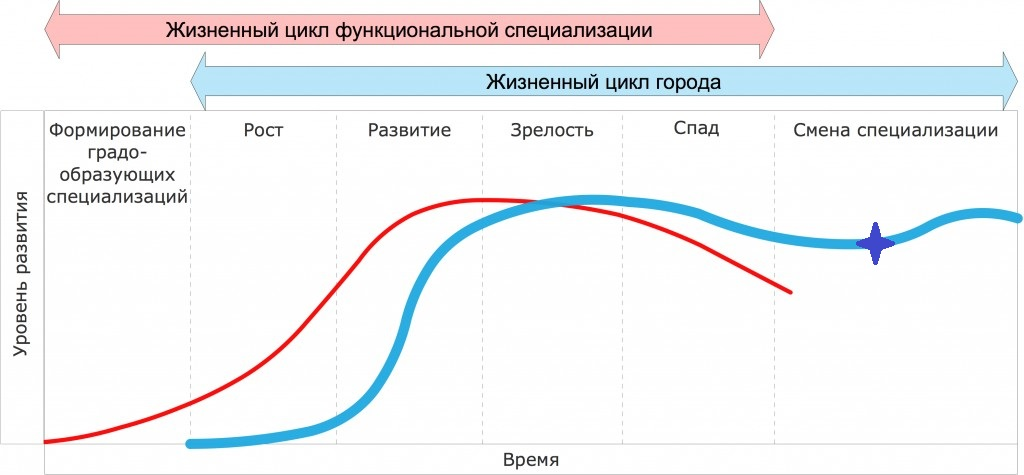 Жизненный цикл функциональной специализации
Жизненный цикл города
Формирование
градо-
образующих
специализаций
Рост
Развитие
Зрелость
Спад
Смена специализации
Уровень развития
Время